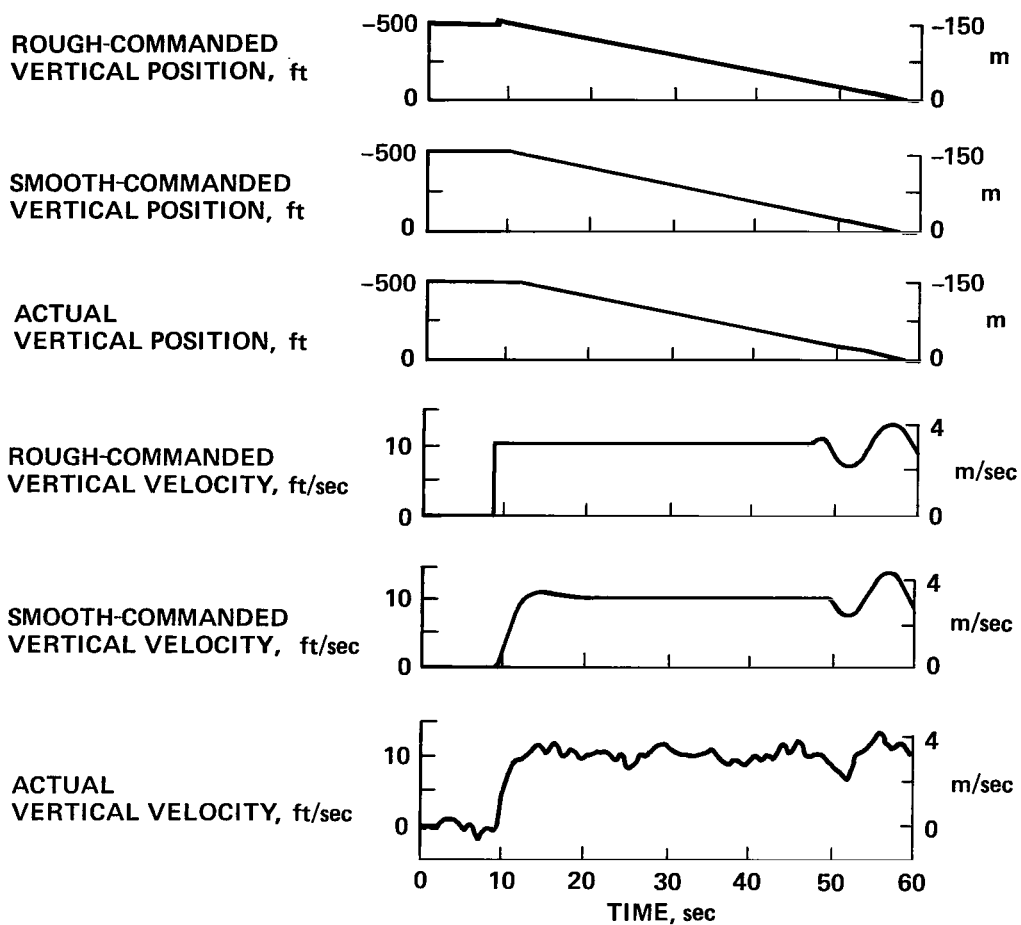 ROUGH-COMMANDED
VERTICAL POSITION, ft
-500
0
-150
m
0
SMOOTH-COMMANDED
VERTICAL POSITION, ft
-500
0
-150
m
0
ACTUAL
VERTICAL POSITION, ft
-500
0
-150
m
0
ROUGH-COMMANDED
VERTICAL VELOCITY, ft/sec
10
0
4
m/sec
0
SMOOTH-COMMANDED
VERTICAL VELOCITY, ft/sec
10
0
4
m/sec
0
ACTUAL
VERTICAL VELOCITY, ft/sec
10
0
4
m/sec
0
0 10 20 30 40 50 60
TIME, sec